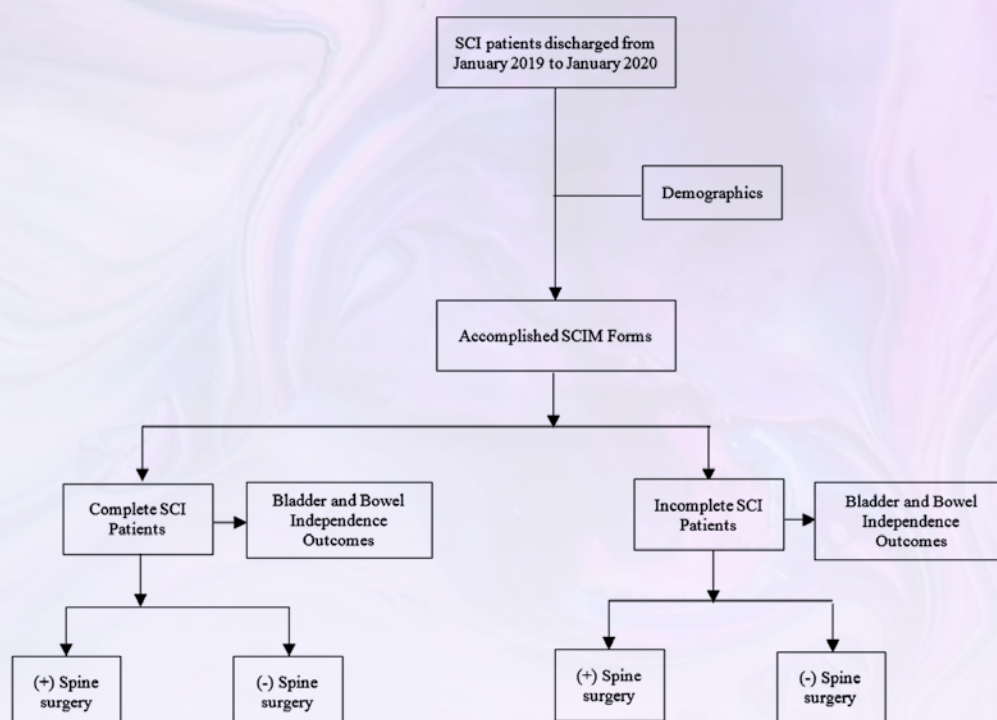 SCI patients discharged from
January 2019 to January 2020
Demographics
Accomplished SCIM Forms
Complete SCI
Patients
Bladder and Bowel
Independence
Outcomes
Incomplete SCI
Patients
Bladder and Bowel
Independence
Outcomes
(+) Spine
surgery
(-) Spine
surgery
(+) Spine
surgery
(-) Spine
surgery